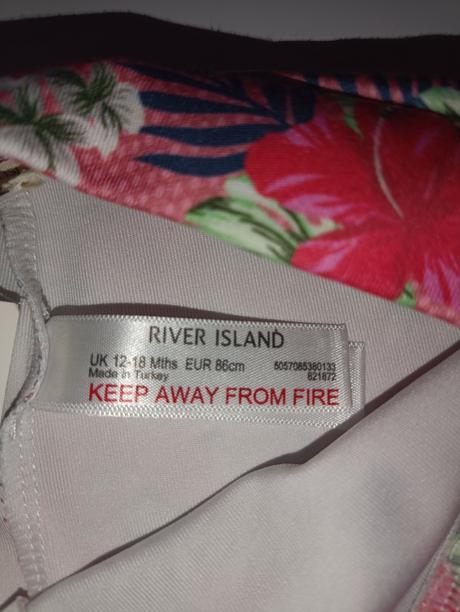 RIVER ISLAND
UK 12-18 Mths EUR 86cm 5057085380133
Made in Turkey 821872
KEEP AWAY FROM FIRE